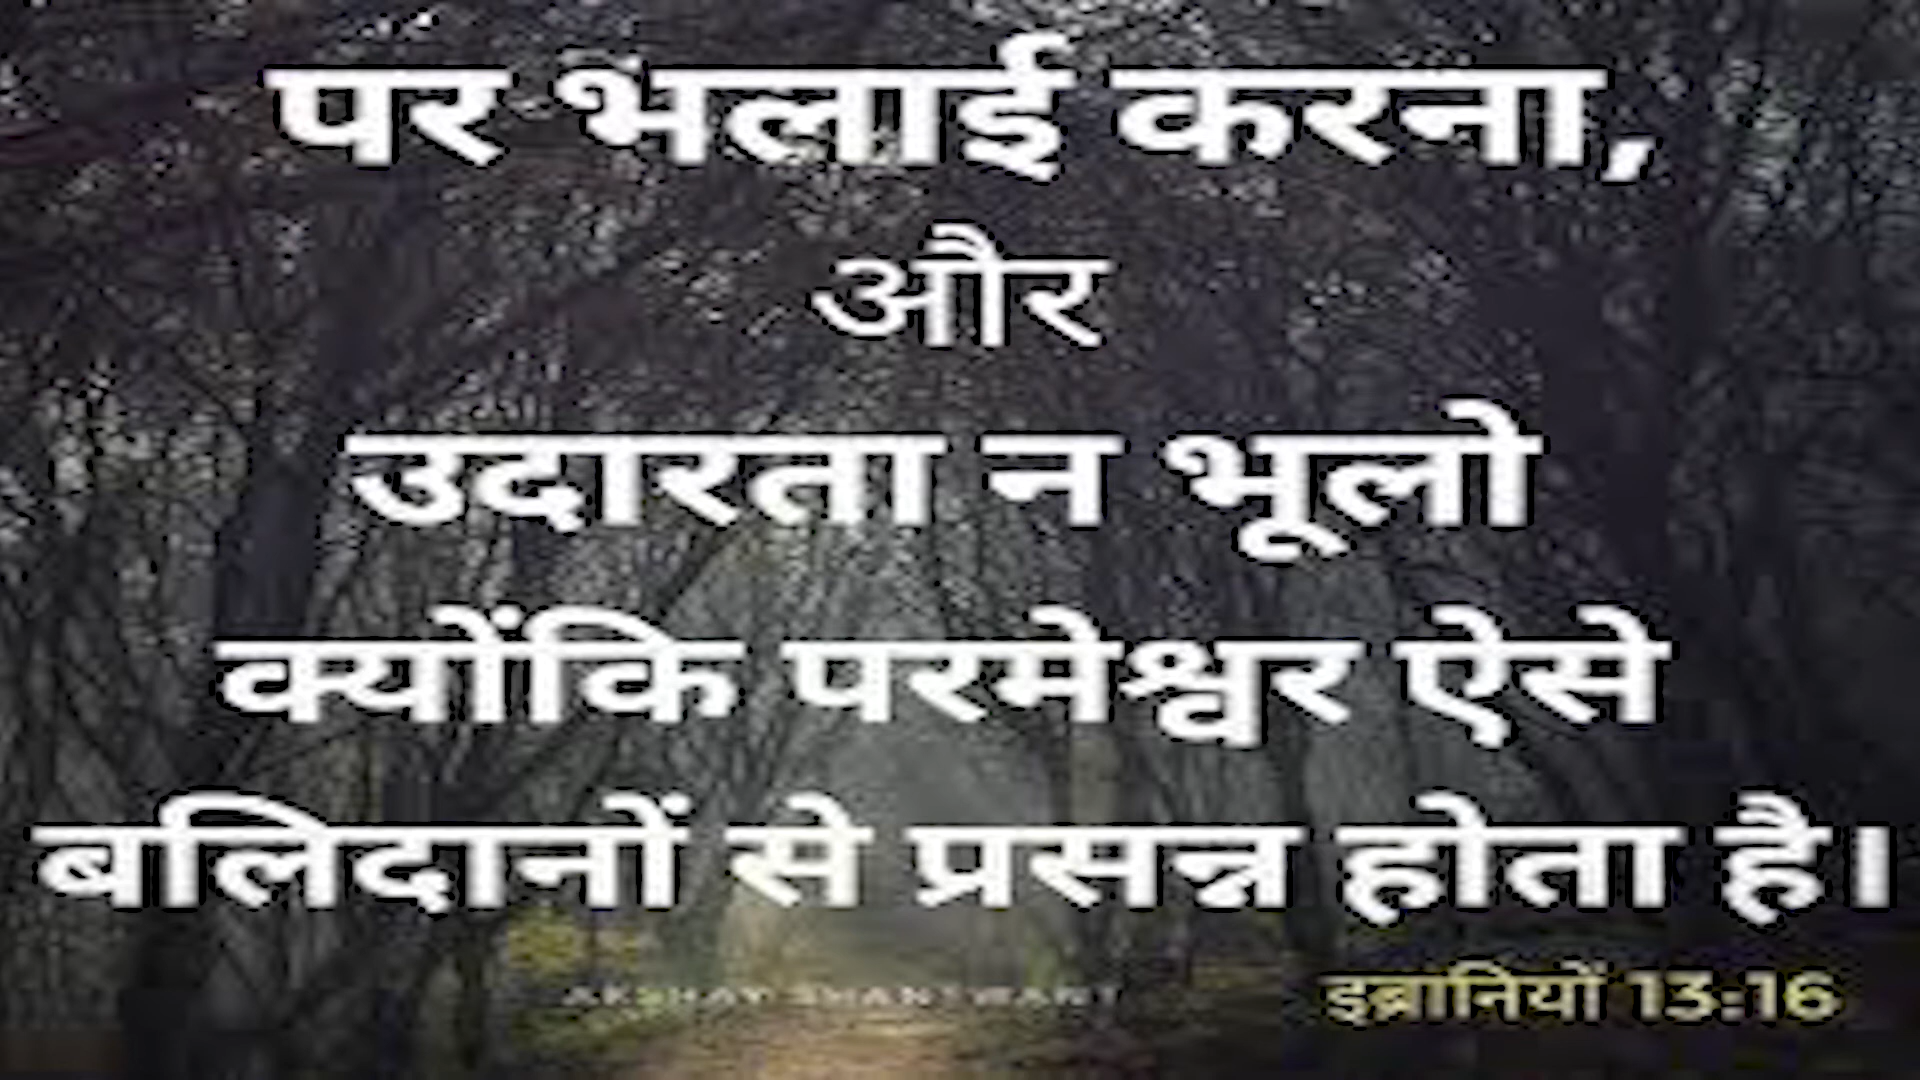 पर भलाई करना,
और
उदारता न भूलो
क्योंकि परमेश्वर ऐसे
बलिदानों से प्रसन्न होता है।
इब्रानियों 13:16